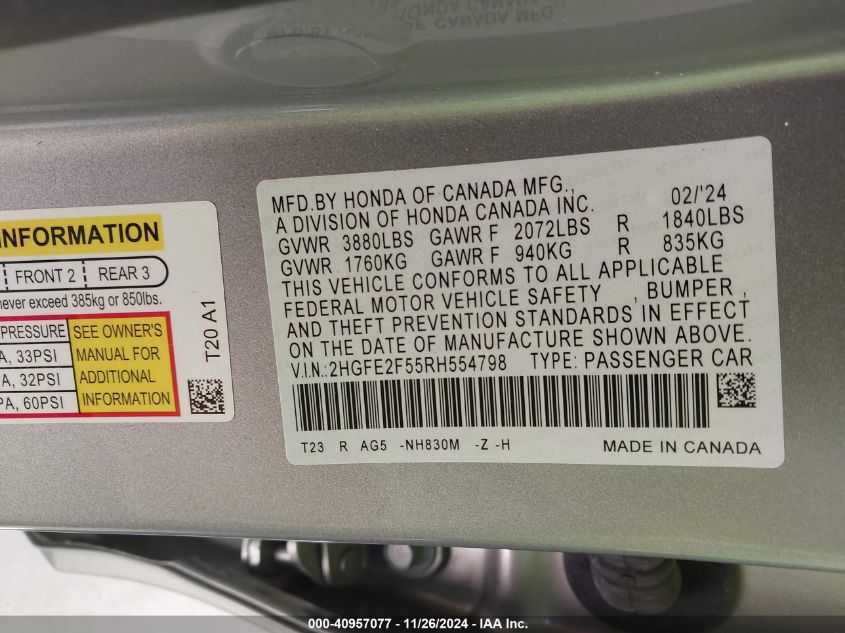 INFORMATION
FRONT 2 | REAR 3
never exceed 385kg or 850lbs.
PRESSURE
A, 33PSI
A, 32PSI
PA, 60PSI
SEE OWNER'S
MANUAL FOR
ADDITIONAL
INFORMATION
T20 A1
MFD.BY HONDA OF CANADA MFG., 02/'24
A DIVISION OF HONDA CANADA INC.
GVWR 3880LBS GAWR F 2072LBS R 1840LBS
GVWR 1760KG GAWR F 940KG R 835KG
THIS VEHICLE CONFORMS TO ALL APPLICABLE
FEDERAL MOTOR VEHICLE SAFETY , BUMPER ,
AND THEFT PREVENTION STANDARDS IN EFFECT
ON THE DATE OF MANUFACTURE SHOWN ABOVE.
V.I.N.:2HGFE2F55RH554798 TYPE: PASSENGER CAR
T23 R AG5 -NH830M -Z -H MADE IN CANADA
000-40957077 - 11/26/2024 - IAA Inc.